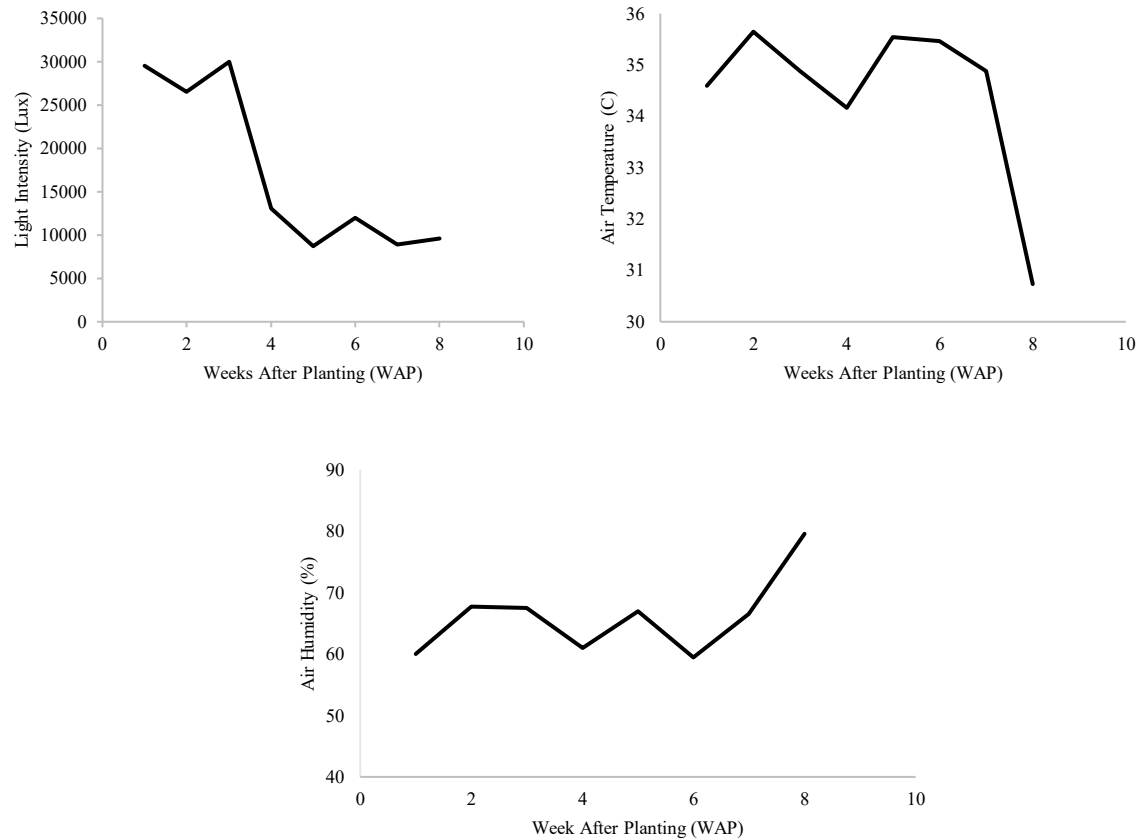 35000
30000
25000
20000
15000
10000
5000
0
Light Intensity (Lux)
0 2 4 6 8 10
Weeks After Planting (WAP)
36
35
34
33
32
31
30
Air Temperature (C)
0 2 4 6 8 10
Weeks After Planting (WAP)
90
80
70
60
50
40
Air Humidity (%)
0 2 4 6 8 10
Week After Planting (WAP)